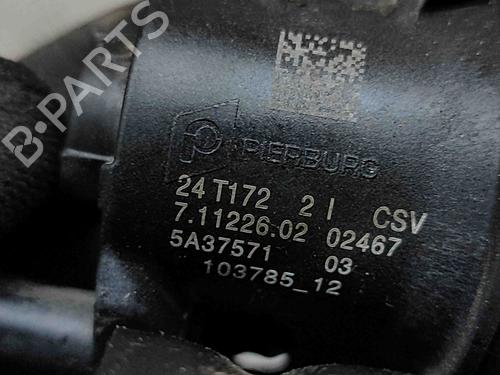 B-PARTS
PIERBURG
24 T172 2 I CSV
7.11226.02 02467
5A37571 03
103785_12